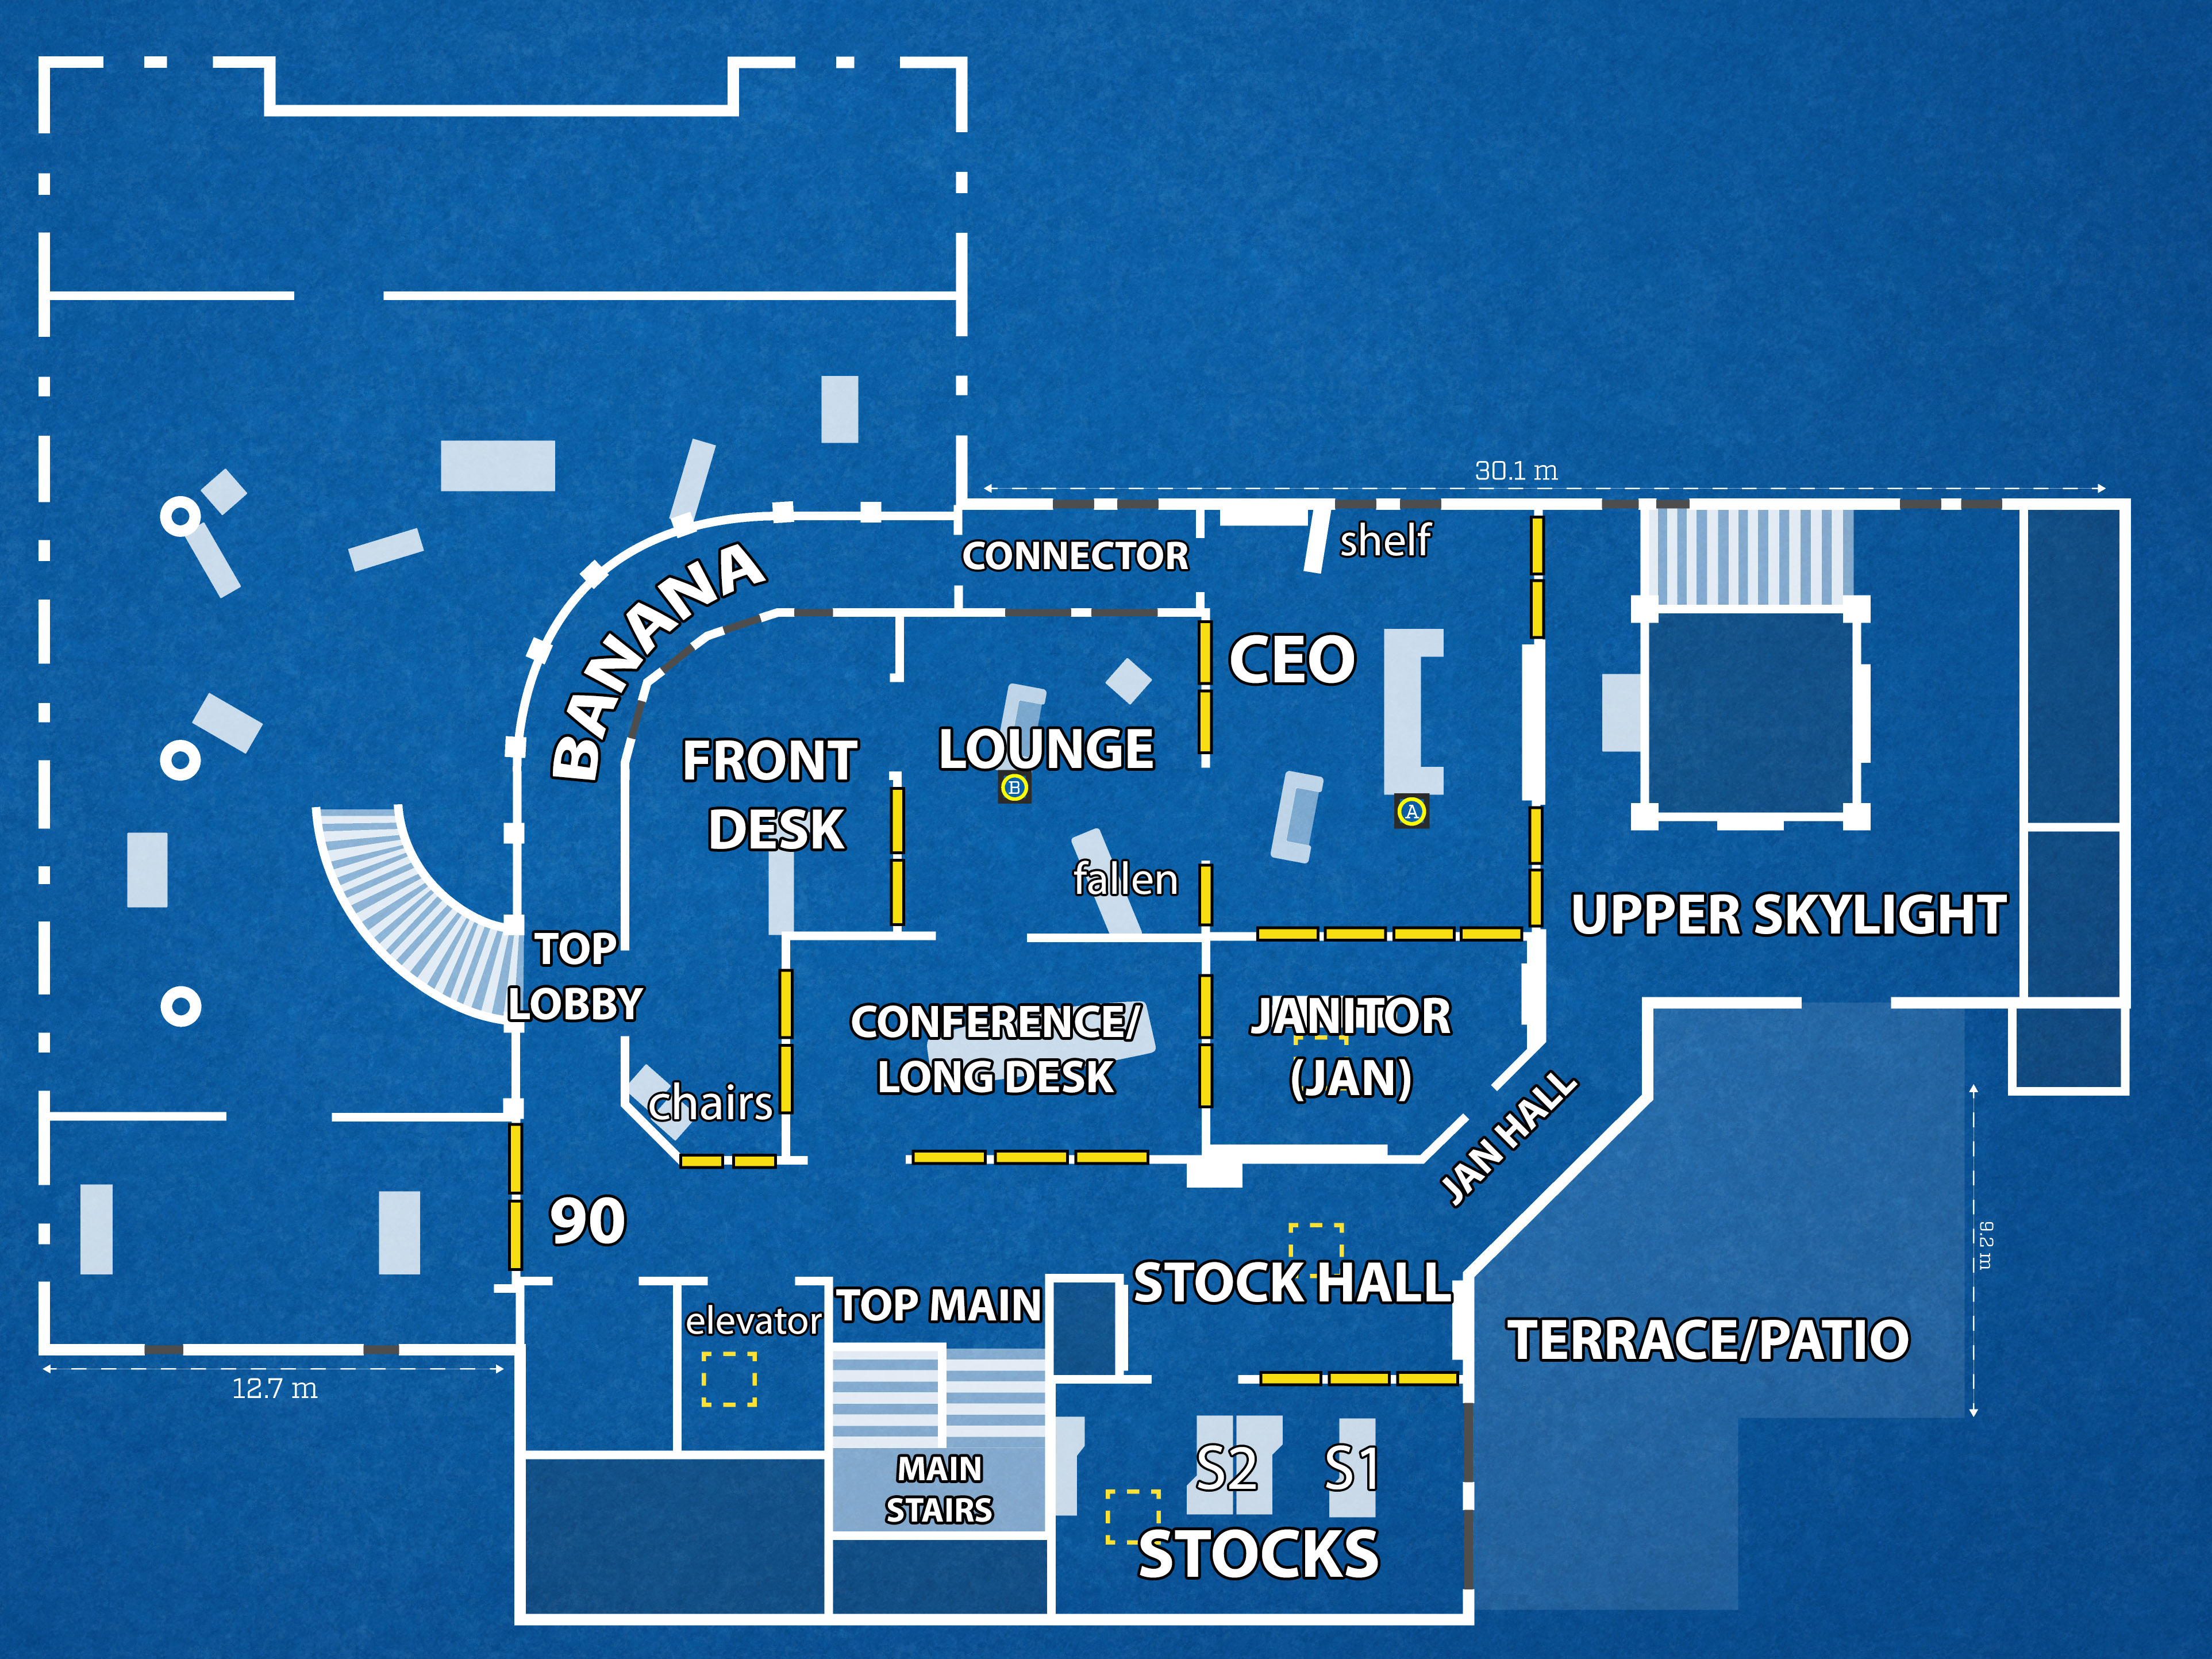 30.1 m
shelf
CONNECTOR
BANANA
CEO
FRONT
DESK
LOUNGE
B
A
fallen
UPPER SKYLIGHT
TOP
LOBBY
CONFERENCE/
LONG DESK
JANITOR
(JAN)
chairs
JAN HALL
90
9.2 m
STOCK HALL
TOP MAIN
elevator
TERRACE/PATIO
12.7 m
MAIN
STAIRS
S2
S1
STOCKS